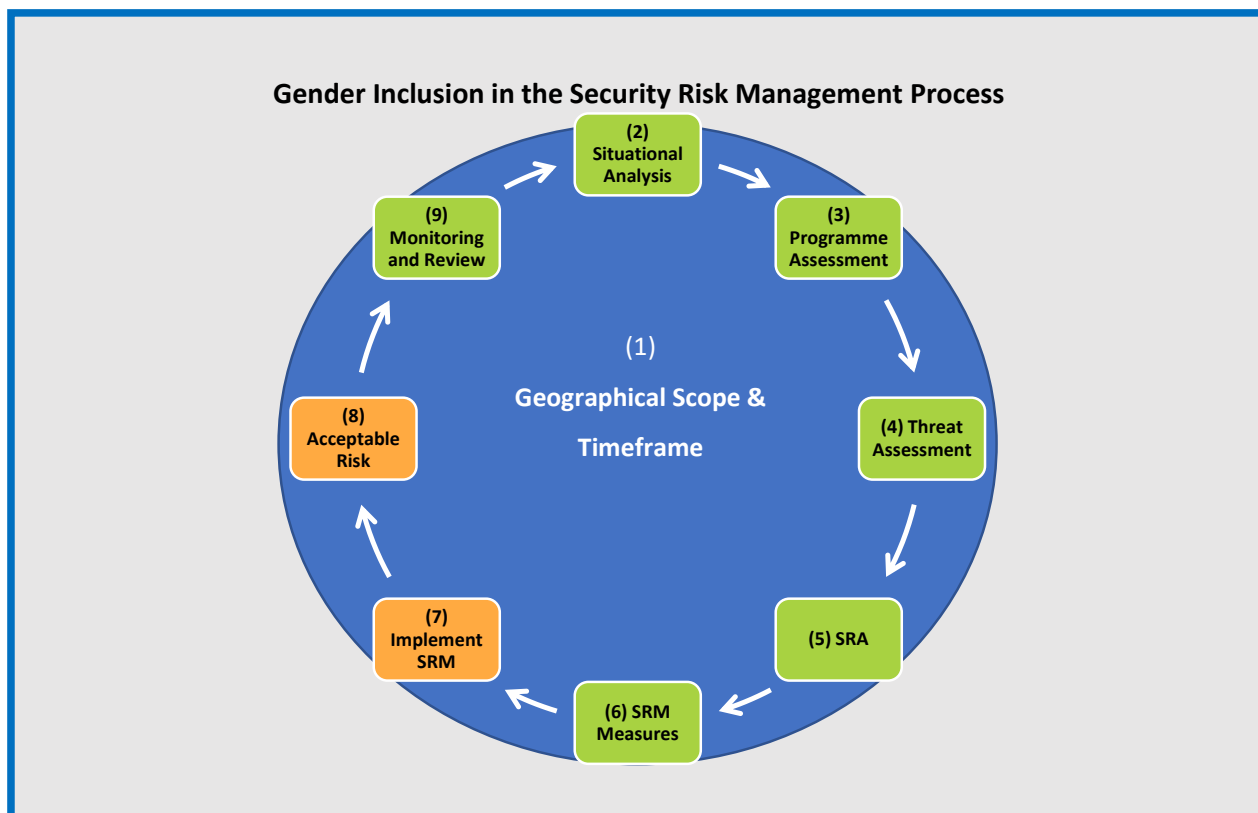 Gender Inclusion in the Security Risk Management Process
(2)
Situational
Analysis
(3)
Programme
Assessment
(4) Threat
Assessment
(5) SRA
(6) SRM
Measures
(7)
Implement
SRM
(8)
Acceptable
Risk
(9)
Monitoring
and Review
(1)
Geographical Scope &
Timeframe